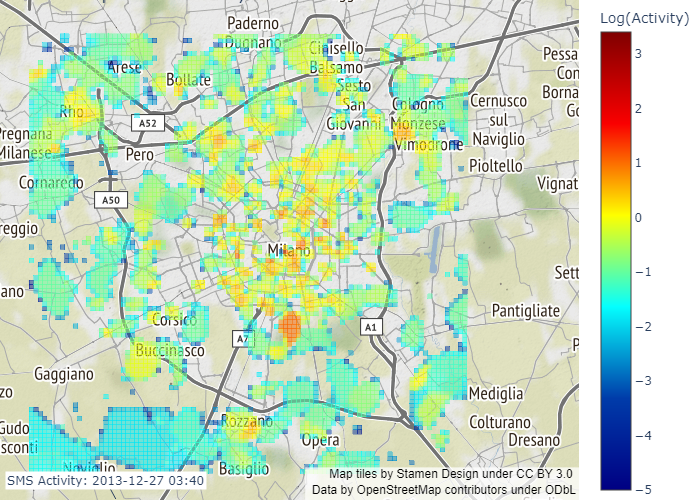 Log(Activity)
3
2
1
0
−1
−2
−3
−4
−5
Paderno
Dugnano
Cinisello
Balsamo
Arese
Bollate
Sesto
San
Giovanni
Cologno
Monzese
Cernusco
sul
Naviglio
Pessa
Con
Borna
Go
Rho
A52
Pregnana
Milanese
Pero
Vimodrone
Pioltello
Cornaredo
A50
Vignat
reggio
Milano
Sett
ano
Pantigliate
Corsico
A7
A1
P
Buccinasco
Gaggiano
zo
Mediglia
Colturano
Dresano
Gudo
sconti
Rozzano
Opera
Noviglio
Basiglio
SMS Activity: 2013-12-27 03:40
Map tiles by Stamen Design under CC BY 3.0
Data by OpenStreetMap contributors under ODbL